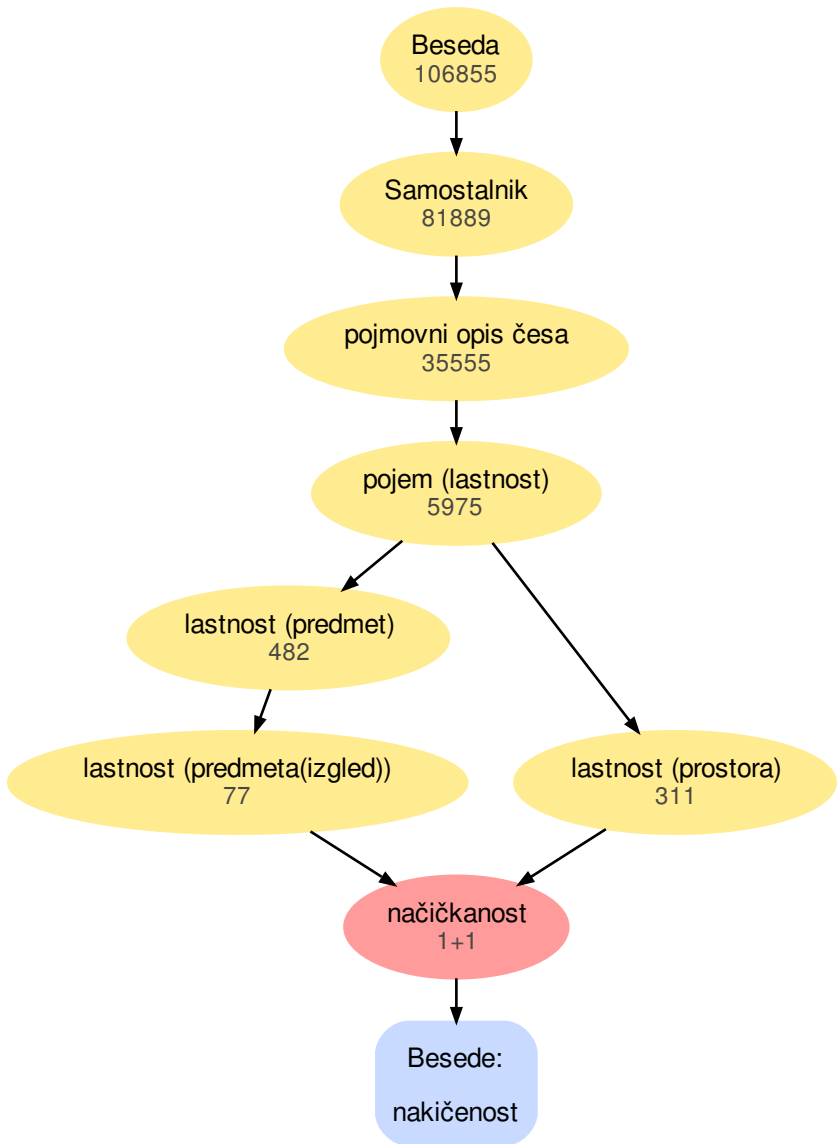 Beseda
106855
Samostalnik
81889
pojmovni opis česa
35555
pojem (lastnost)
5975
lastnost (predmet)
482
lastnost (predmeta(izgled))
77
lastnost (prostora)
311
načičkanost
1+1
Besede:
nakičenost